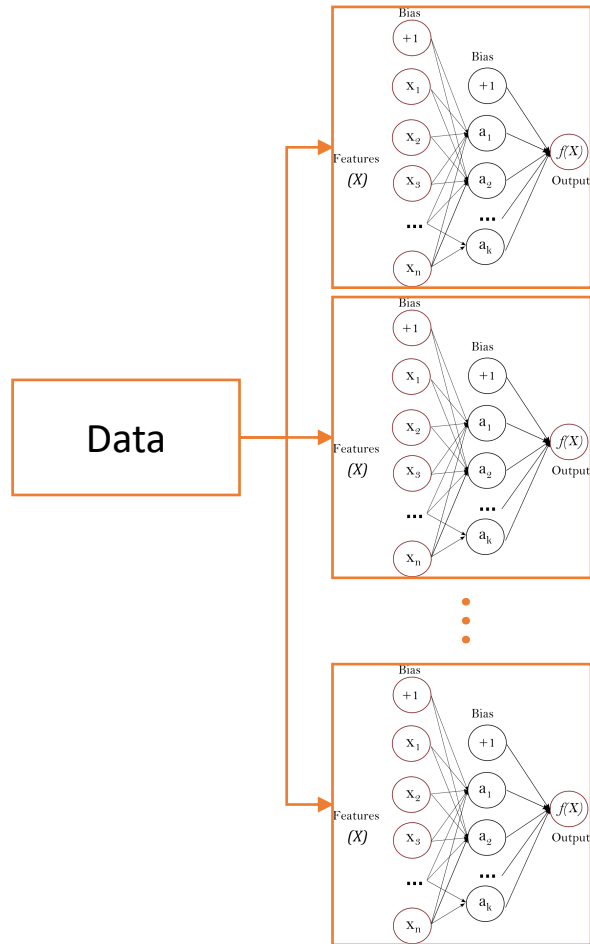 Bias
+1
Bias
x₁
+1
x₂
a₁
f(X)
Features
(X)
x₃
a₂
Output
...
...
aₖ
xₙ
Bias
+1
Bias
x₁
+1
x₂
a₁
f(X)
Data
Features
(X)
x₃
a₂
Output
...
...
aₖ
xₙ
Bias
+1
Bias
x₁
+1
x₂
a₁
f(X)
Features
(X)
x₃
a₂
Output
...
...
aₖ
xₙ